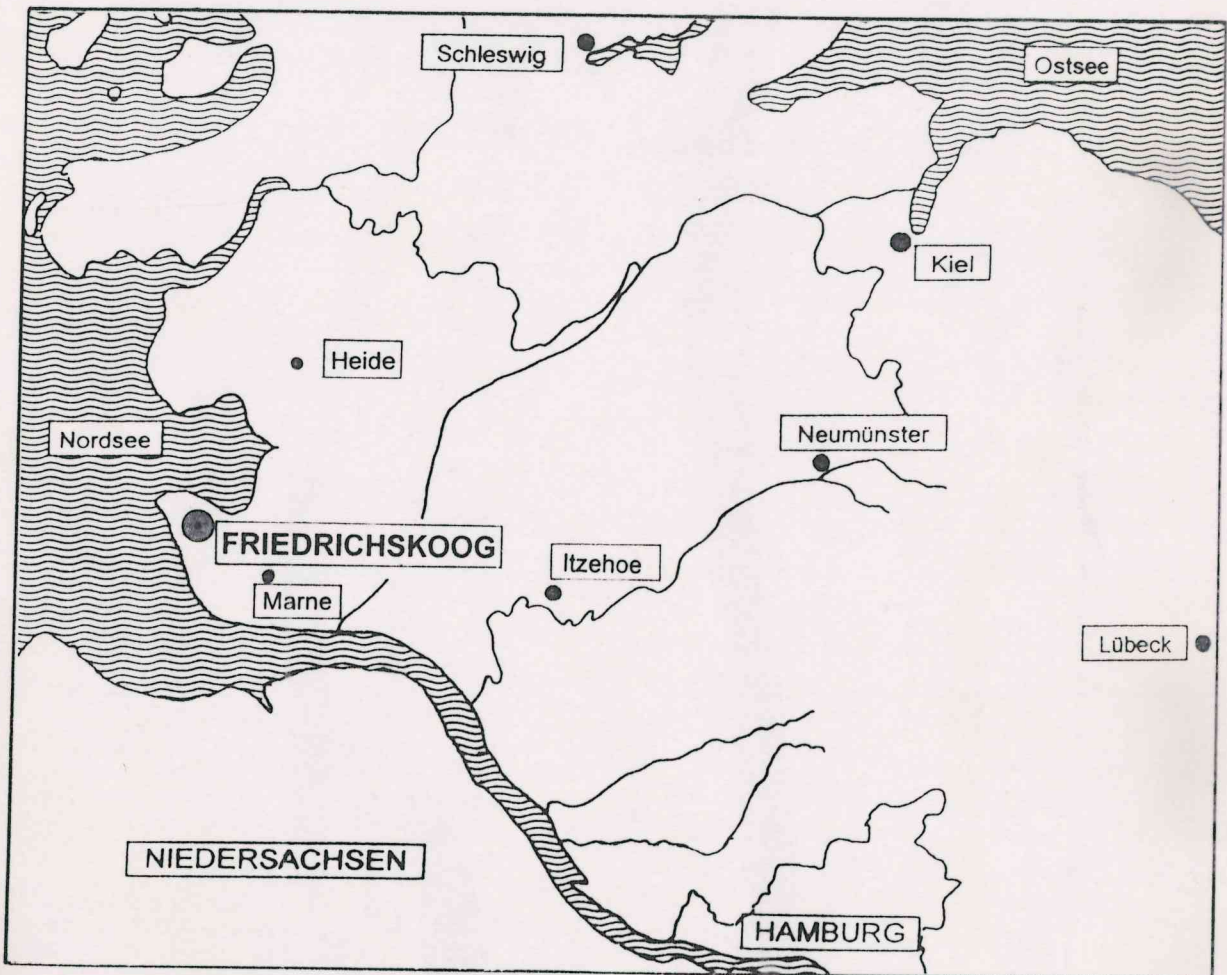 Schleswig
Ostsee
Kiel
Heide
Nordsee
Neumünster
FRIEDRICHSKOOG
Itzehoe
Marne
Lübeck
NIEDERSACHSEN
HAMBURG